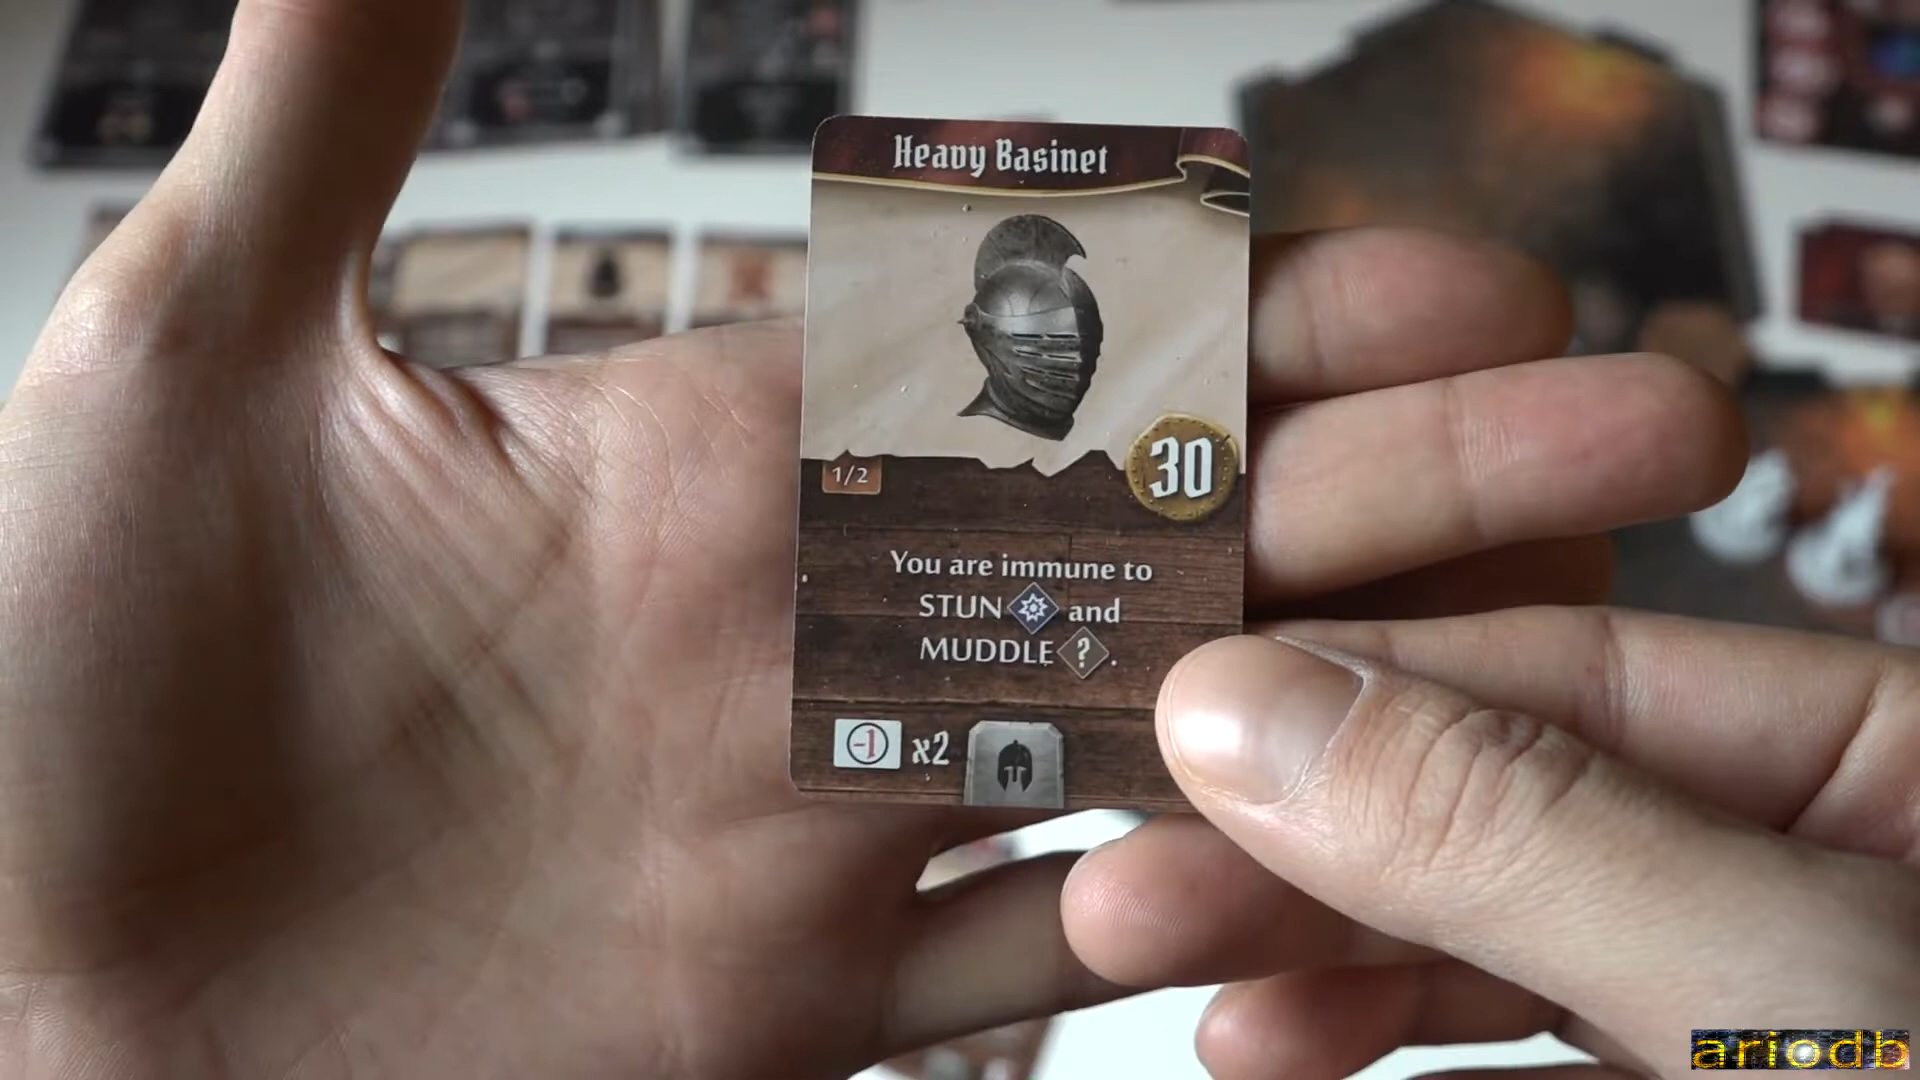 Heavy Basinet
1/2
30
You are immune to
STUN and
MUDDLE ? .
-1 x2
ariodb